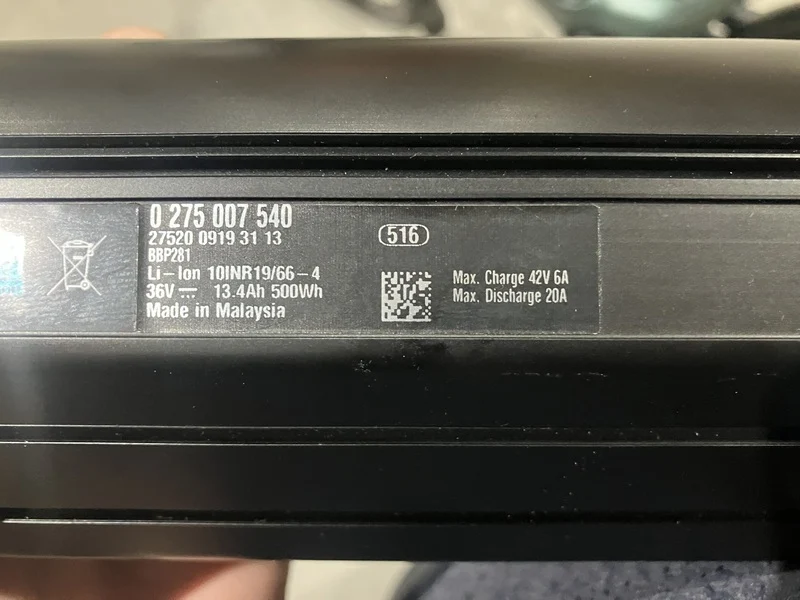 0 275 007 540
27520 0919 31 13
BBP281
Li-Ion 10INR19/66-4
36V ⎓ 13.4Ah 500Wh
Made in Malaysia
516
Max. Charge 42V 6A
Max. Discharge 20A